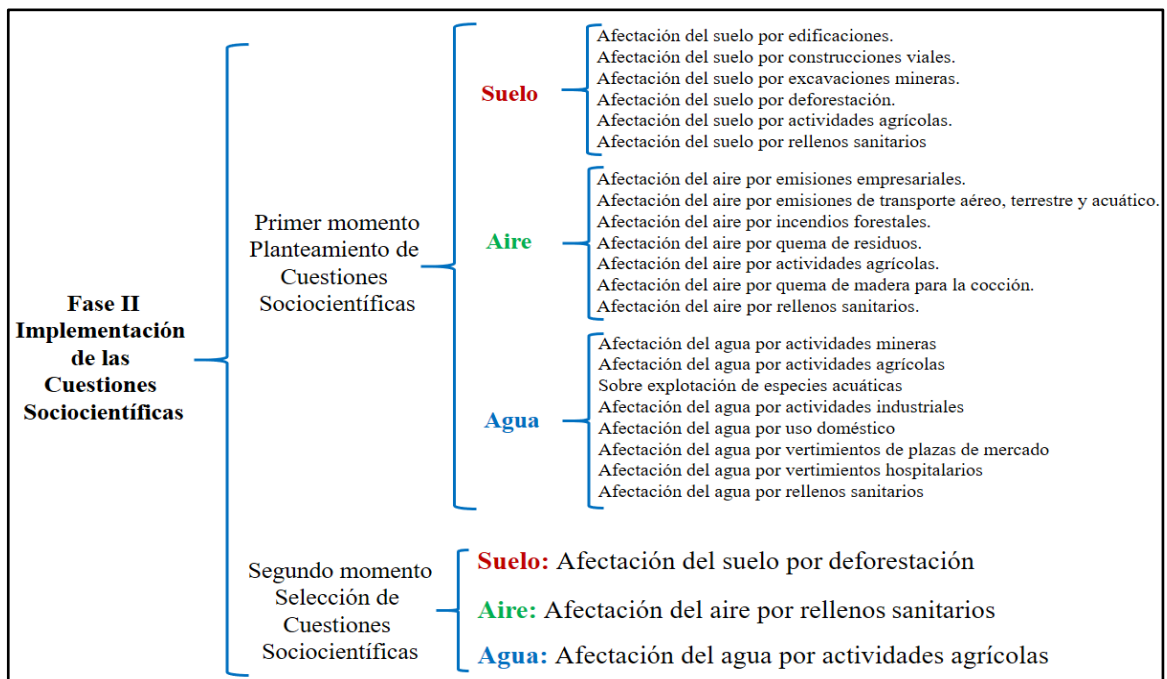 Fase II
Implementación
de las
Cuestiones
Sociocientíficas
Primer momento
Planteamiento de
Cuestiones
Sociocientíficas
Suelo
Afectación del suelo por edificaciones.
Afectación del suelo por construcciones viales.
Afectación del suelo por excavaciones mineras.
Afectación del suelo por deforestación.
Afectación del suelo por actividades agrícolas.
Afectación del suelo por rellenos sanitarios
Aire
Afectación del aire por emisiones empresariales.
Afectación del aire por emisiones de transporte aéreo, terrestre y acuático.
Afectación del aire por incendios forestales.
Afectación del aire por quema de residuos.
Afectación del aire por actividades agrícolas.
Afectación del aire por quema de madera para la cocción.
Afectación del aire por rellenos sanitarios.
Agua
Afectación del agua por actividades mineras
Afectación del agua por actividades agrícolas
Sobre explotación de especies acuáticas
Afectación del agua por actividades industriales
Afectación del agua por uso doméstico
Afectación del agua por vertimientos de plazas de mercado
Afectación del agua por vertimientos hospitalarios
Afectación del agua por rellenos sanitarios
Segundo momento
Selección de
Cuestiones
Sociocientíficas
Suelo: Afectación del suelo por deforestación
Aire: Afectación del aire por rellenos sanitarios
Agua: Afectación del agua por actividades agrícolas